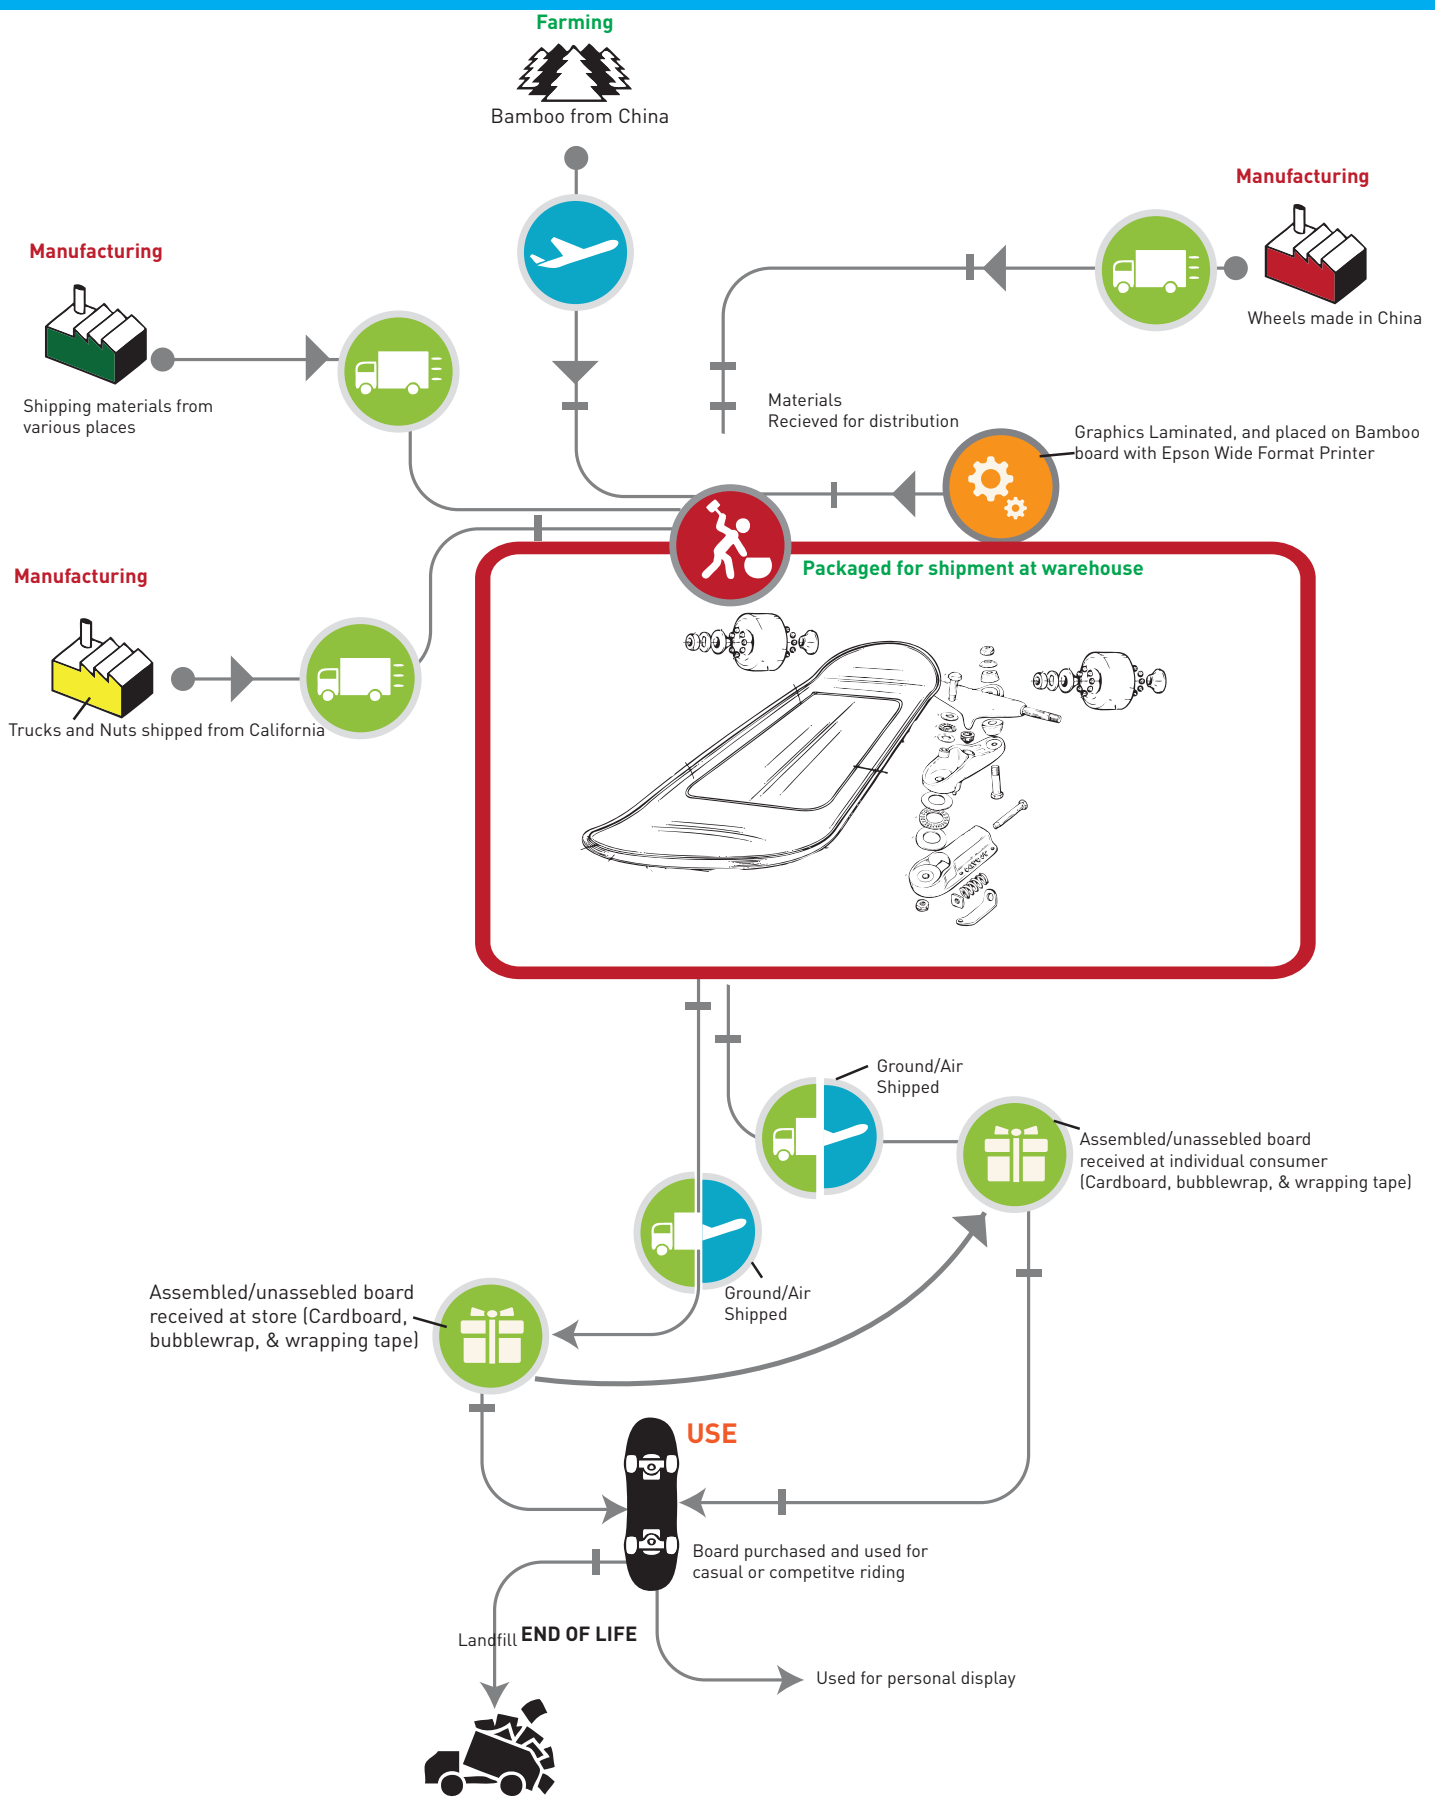 Farming
Bamboo from China
Manufacturing
Wheels made in China
Manufacturing
Shipping materials from
various places
Materials
Recieved for distribution
Graphics Laminated, and placed on Bamboo
board with Epson Wide Format Printer
Packaged for shipment at warehouse
Manufacturing
Trucks and Nuts shipped from California
Ground/Air
Shipped
Assembled/unassebled board
received at individual consumer
(Cardboard, bubblewrap, & wrapping tape)
Ground/Air
Shipped
Assembled/unassebled board
received at store (Cardboard,
bubblewrap, & wrapping tape)
USE
Board purchased and used for
casual or competitve riding
Landfill
END OF LIFE
Used for personal display